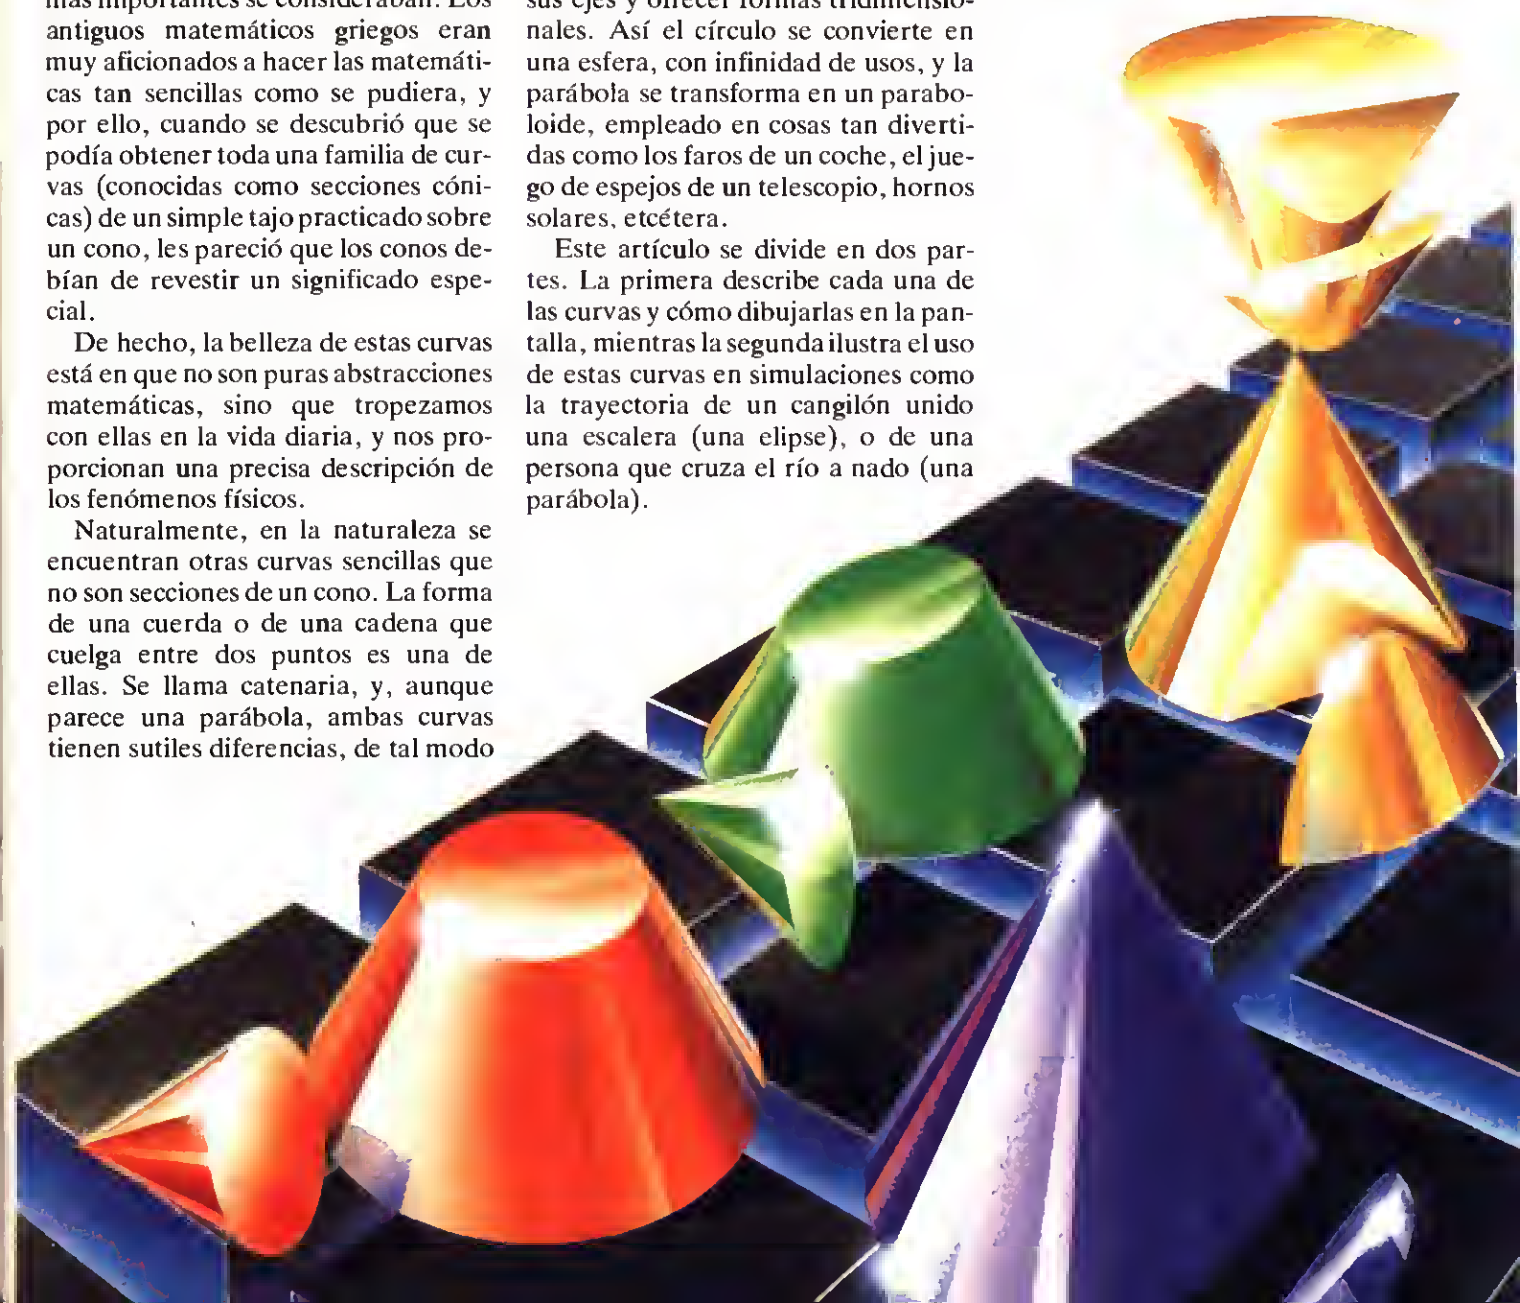 más importantes se consideraban. Los
antiguos matemáticos griegos eran
muy aficionados a hacer las matemáti-
cas tan sencillas como se pudiera, y
por ello, cuando se descubrió que se
podía obtener toda una familia de cur-
vas (conocidas como secciones cóni-
cas) de un simple tajo practicado sobre
un cono, les pareció que los conos de-
bían de revestir un significado espe-
cial.
De hecho, la belleza de estas curvas
está en que no son puras abstracciones
matemáticas, sino que tropezamos
con ellas en la vida diaria, y nos pro-
porcionan una precisa descripción de
los fenómenos físicos.
Naturalmente, en la naturaleza se
encuentran otras curvas sencillas que
no son secciones de un cono. La forma
de una cuerda o de una cadena que
cuelga entre dos puntos es una de
ellas. Se llama catenaria, y, aunque
parece una parábola, ambas curvas
tienen sutiles diferencias, de tal modo
sus ejes y ofrecer formas tridimensio-
nales. Así el círculo se convierte en
una esfera, con infinidad de usos, y la
parábola se transforma en un parabo-
loide, empleado en cosas tan diverti-
das como los faros de un coche, el jue-
go de espejos de un telescopio, hornos
solares, etcétera.
Este artículo se divide en dos par-
tes. La primera describe cada una de
las curvas y cómo dibujarlas en la pan-
talla, mientras la segunda ilustra el uso
de estas curvas en simulaciones como
la trayectoria de un cangilón unido
una escalera (una elipse), o de una
persona que cruza el río a nado (una
parábola).